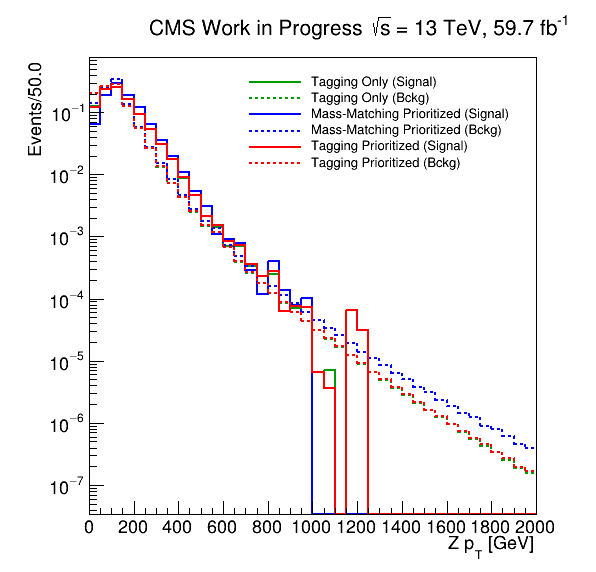 CMS Work in Progress √s = 13 TeV, 59.7 fb⁻¹
Events/50.0
Tagging Only (Signal)
Tagging Only (Bckg)
Mass-Matching Prioritized (Signal)
Mass-Matching Prioritized (Bckg)
Tagging Prioritized (Signal)
Tagging Prioritized (Bckg)
10⁻¹
10⁻²
10⁻³
10⁻⁴
10⁻⁵
10⁻⁶
10⁻⁷
0 200 400 600 800 1000 1200 1400 1600 1800 2000
Z p_T [GeV]